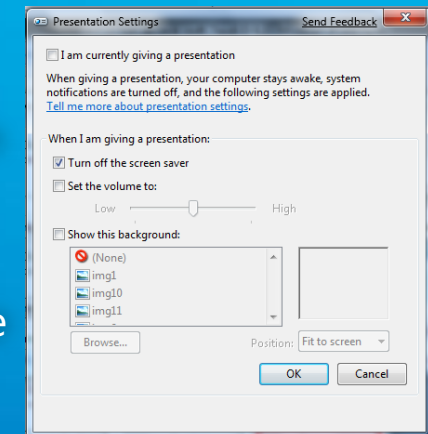 Presentation Settings Send Feedback
I am currently giving a presentation
When giving a presentation, your computer stays awake, system
notifications are turned off, and the following settings are applied.
Tell me more about presentation settings.
When I am giving a presentation:
Turn off the screen saver
Set the volume to:
Low High
Show this background:
(None)
img1
img10
img11
Browse... Position: Fit to screen
OK Cancel
e